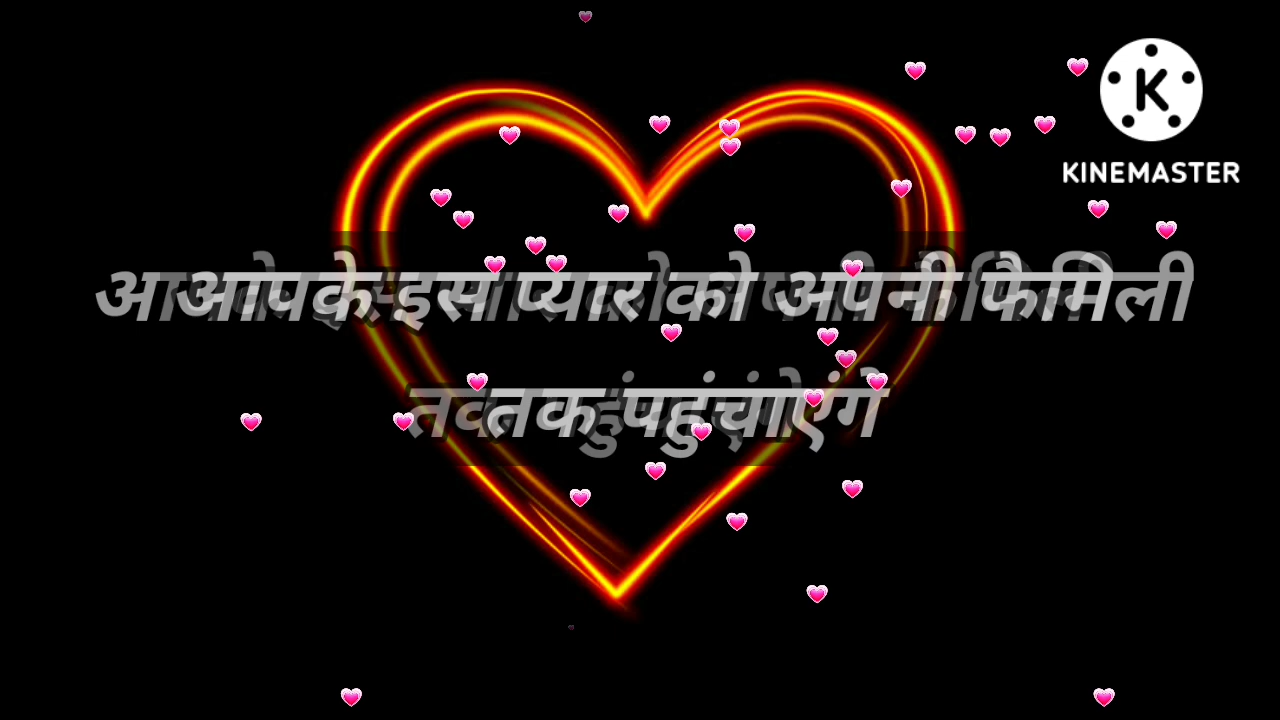 K
KINEMASTER
आपके इस प्यार को अपनी फैमिली
तक पहुंचाएंगे